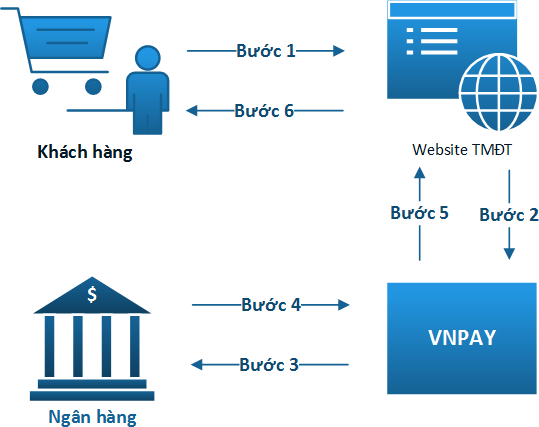 Bước 1
Bước 6
Khách hàng
Website TMĐT
Bước 5
Bước 2
$
Bước 4
VNPAY
Bước 3
Ngân hàng